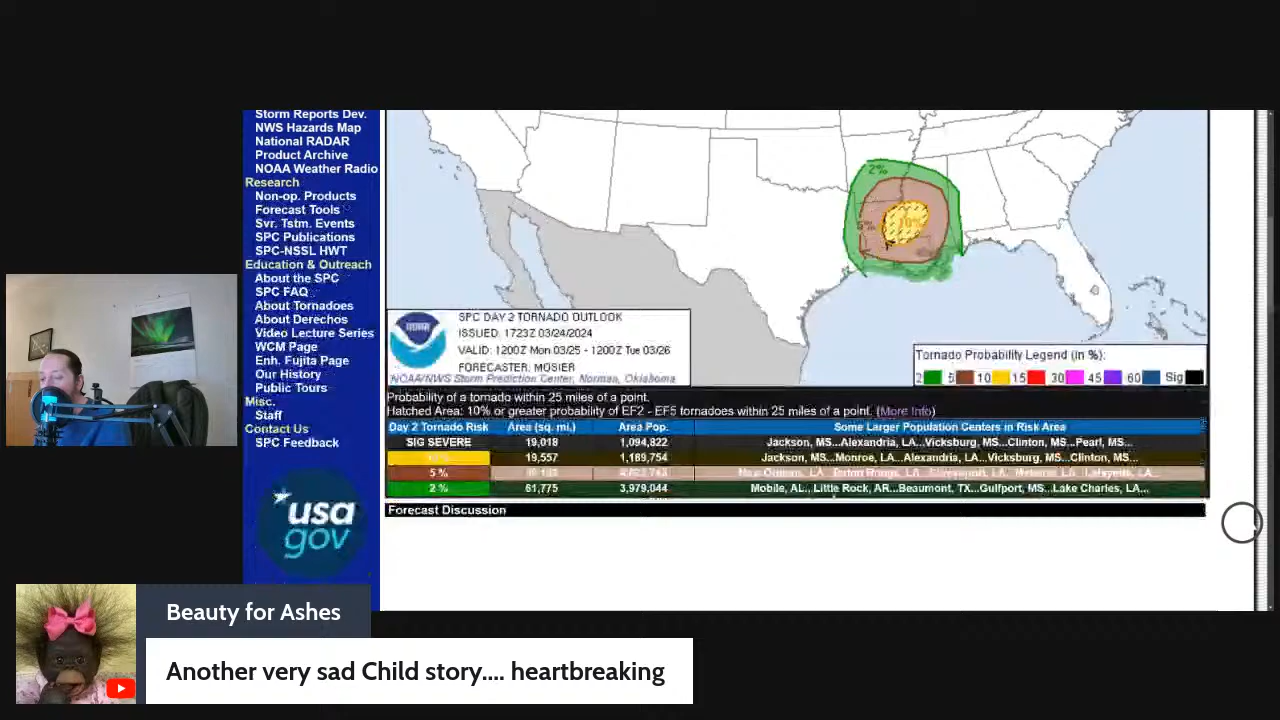 Storm Reports Dev.
NWS Hazards Map
National RADAR
Product Archive
NOAA Weather Radio
Research
Non-op. Products
Forecast Tools
Svr. Tstm. Events
SPC Publications
SPC-NSSL HWT
Education & Outreach
About the SPC
SPC FAQ
About Tornadoes
About Derechos
Video Lecture Series
WCM Page
Enh. Fujita Page
Our History
Public Tours
Misc.
Staff
Contact Us
SPC Feedback
usa
gov
2%
10%
SPC DAY 2 TORNADO OUTLOOK
ISSUED: 1723Z 03/24/2024
VALID: 1200Z Mon 03/25 - 1200Z Tue 03/26
FORECASTER: MOSIER
NOAA/NWS Storm Prediction Center, Norman, Oklahoma
Tornado Probability Legend (in %):
2 5 10 15 30 45 60 Sig
Probability of a tornado within 25 miles of a point.
Hatched Area: 10% or greater probability of EF2 - EF5 tornadoes within 25 miles of a point. (More Info)
Day 2 Tornado Risk Area (sq. mi.) Area Pop. Some Larger Population Centers in Risk Area
SIG SEVERE 19,018 1,094,822 Jackson, MS...Alexandria, LA...Vicksburg, MS...Clinton, MS...Pearl, MS...
19,557 1,189,754 Jackson, MS...Monroe, LA...Alexandria, LA...Vicksburg, MS...Clinton, MS...
5 %
2 % 61,775 3,979,044 Mobile, AL...Little Rock, AR...Beaumont, TX...Gulfport, MS...Lake Charles, LA...
Forecast Discussion
Beauty for Ashes
Another very sad Child story.... heartbreaking